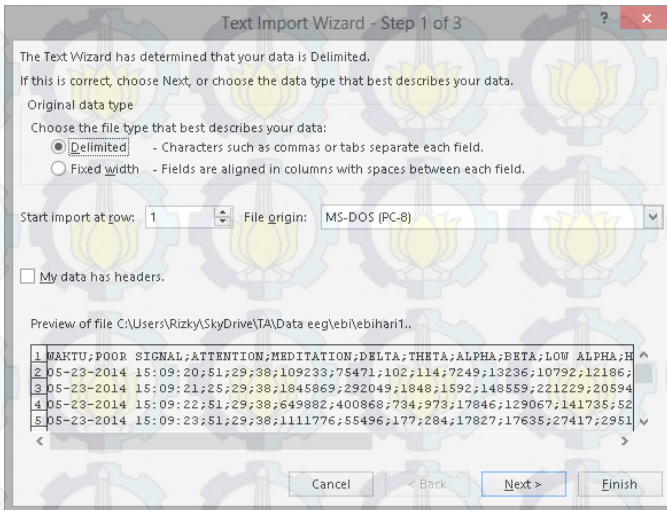 Text Import Wizard - Step 1 of 3
The Text Wizard has determined that your data is Delimited.
If this is correct, choose Next, or choose the data type that best describes your data.
Original data type
Choose the file type that best describes your data:
Delimited - Characters such as commas or tabs separate each field.
Fixed width - Fields are aligned in columns with spaces between each field.
Start import at row: 1 File origin: MS-DOS (PC-8)
My data has headers.
Preview of file C:\Users\Rizky\SkyDrive\TA\Data eeg\ebi\ebihari1..
1 WAKTU;POOR SIGNAL;ATTENTION;MEDITATION;DELTA;THETA;ALPHA;BETA;LOW ALPHA;H
2 05-23-2014 15:09:20;51;29;38;109233;75471;102;114;7249;13236;10792;12186;
3 05-23-2014 15:09:21;25;29;38;1845869;292049;1848;1592;148559;221229;20594
4 05-23-2014 15:09:22;51;29;38;649882;400868;734;973;17846;129067;141735;52
5 05-23-2014 15:09:23;51;29;38;1111776;55496;177;284;17827;17635;27417;2951
Cancel < Back Next > Finish